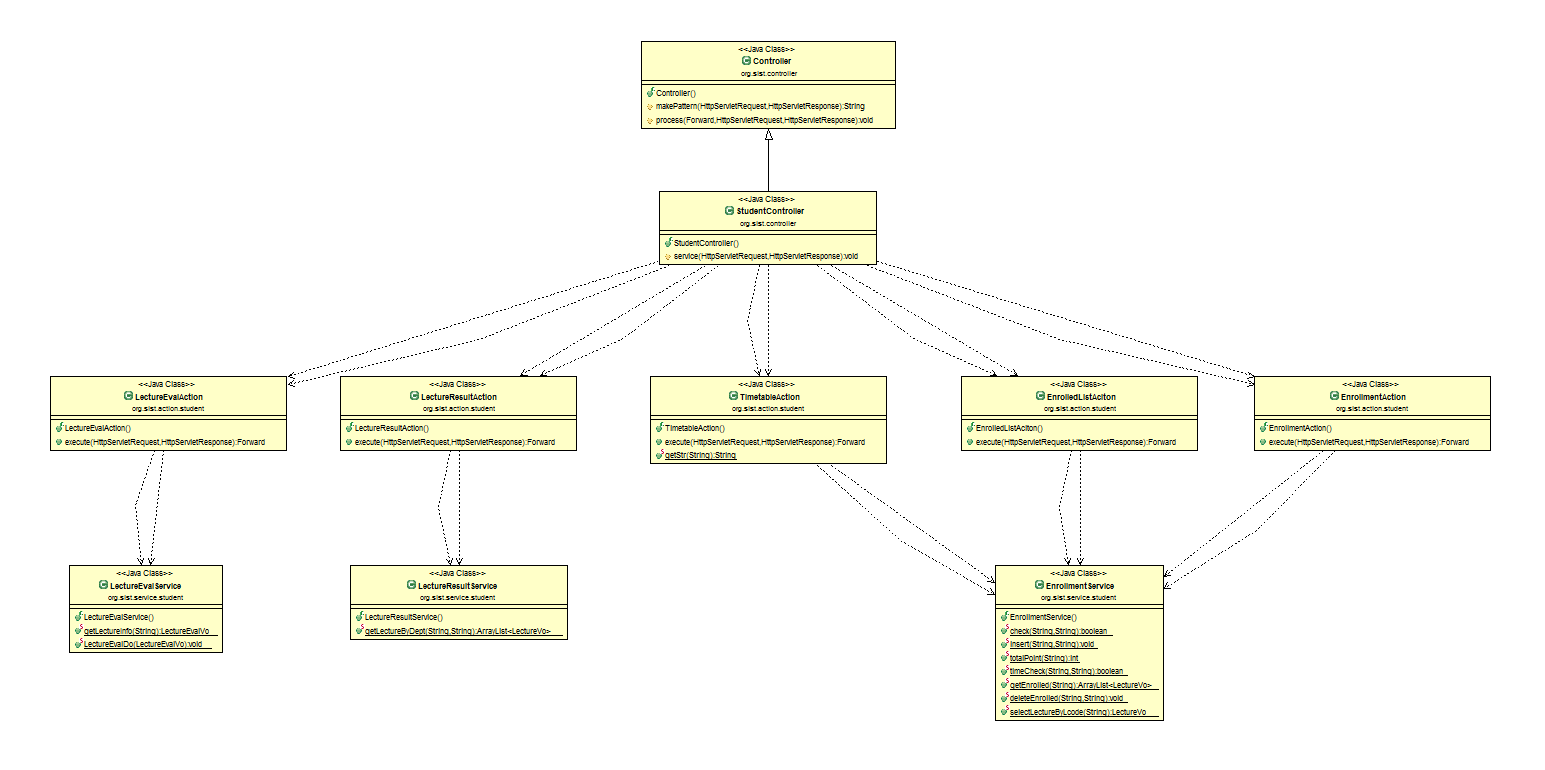 <<Java Class>>
Controller
org.sist.controller
Controller()
makePattern(HttpServletRequest,HttpServletResponse):String
process(Forward,HttpServletRequest,HttpServletResponse):void
<<Java Class>>
StudentController
org.sist.controller
StudentController()
service(HttpServletRequest,HttpServletResponse):void
<<Java Class>>
LectureEvalAction
org.sist.action.student
LectureEvalAction()
execute(HttpServletRequest,HttpServletResponse):Forward
<<Java Class>>
LectureResultAction
org.sist.action.student
LectureResultAction()
execute(HttpServletRequest,HttpServletResponse):Forward
<<Java Class>>
TimetableAction
org.sist.action.student
TimetableAction()
execute(HttpServletRequest,HttpServletResponse):Forward
getStr(String):String
<<Java Class>>
EnrolledListAciton
org.sist.action.student
EnrolledListAciton()
execute(HttpServletRequest,HttpServletResponse):Forward
<<Java Class>>
EnrollmentAction
org.sist.action.student
EnrollmentAction()
execute(HttpServletRequest,HttpServletResponse):Forward
<<Java Class>>
LectureEvalService
org.sist.service.student
LectureEvalService()
getLectureInfo(String):LectureEvalVo
LectureEvalDo(LectureEvalVo):void
<<Java Class>>
LectureResultService
org.sist.service.student
LectureResultService()
getLectureByDept(String,String):ArrayList<LectureVo>
<<Java Class>>
EnrollmentService
org.sist.service.student
EnrollmentService()
check(String,String):boolean
insert(String,String):void
totalPoint(String):int
timeCheck(String,String):boolean
getEnrolled(String):ArrayList<LectureVo>
deleteEnrolled(String,String):void
selectLectureByLcode(String):LectureVo